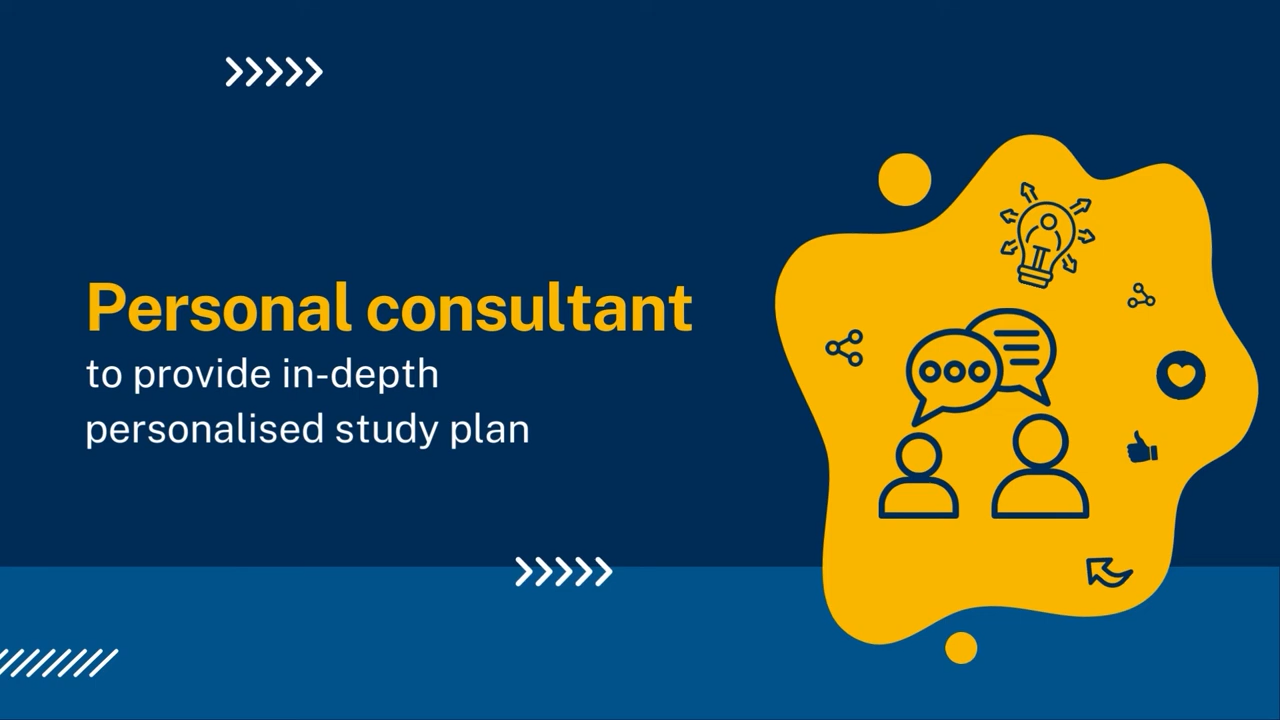 Personal consultant
to provide in-depth
personalised study plan